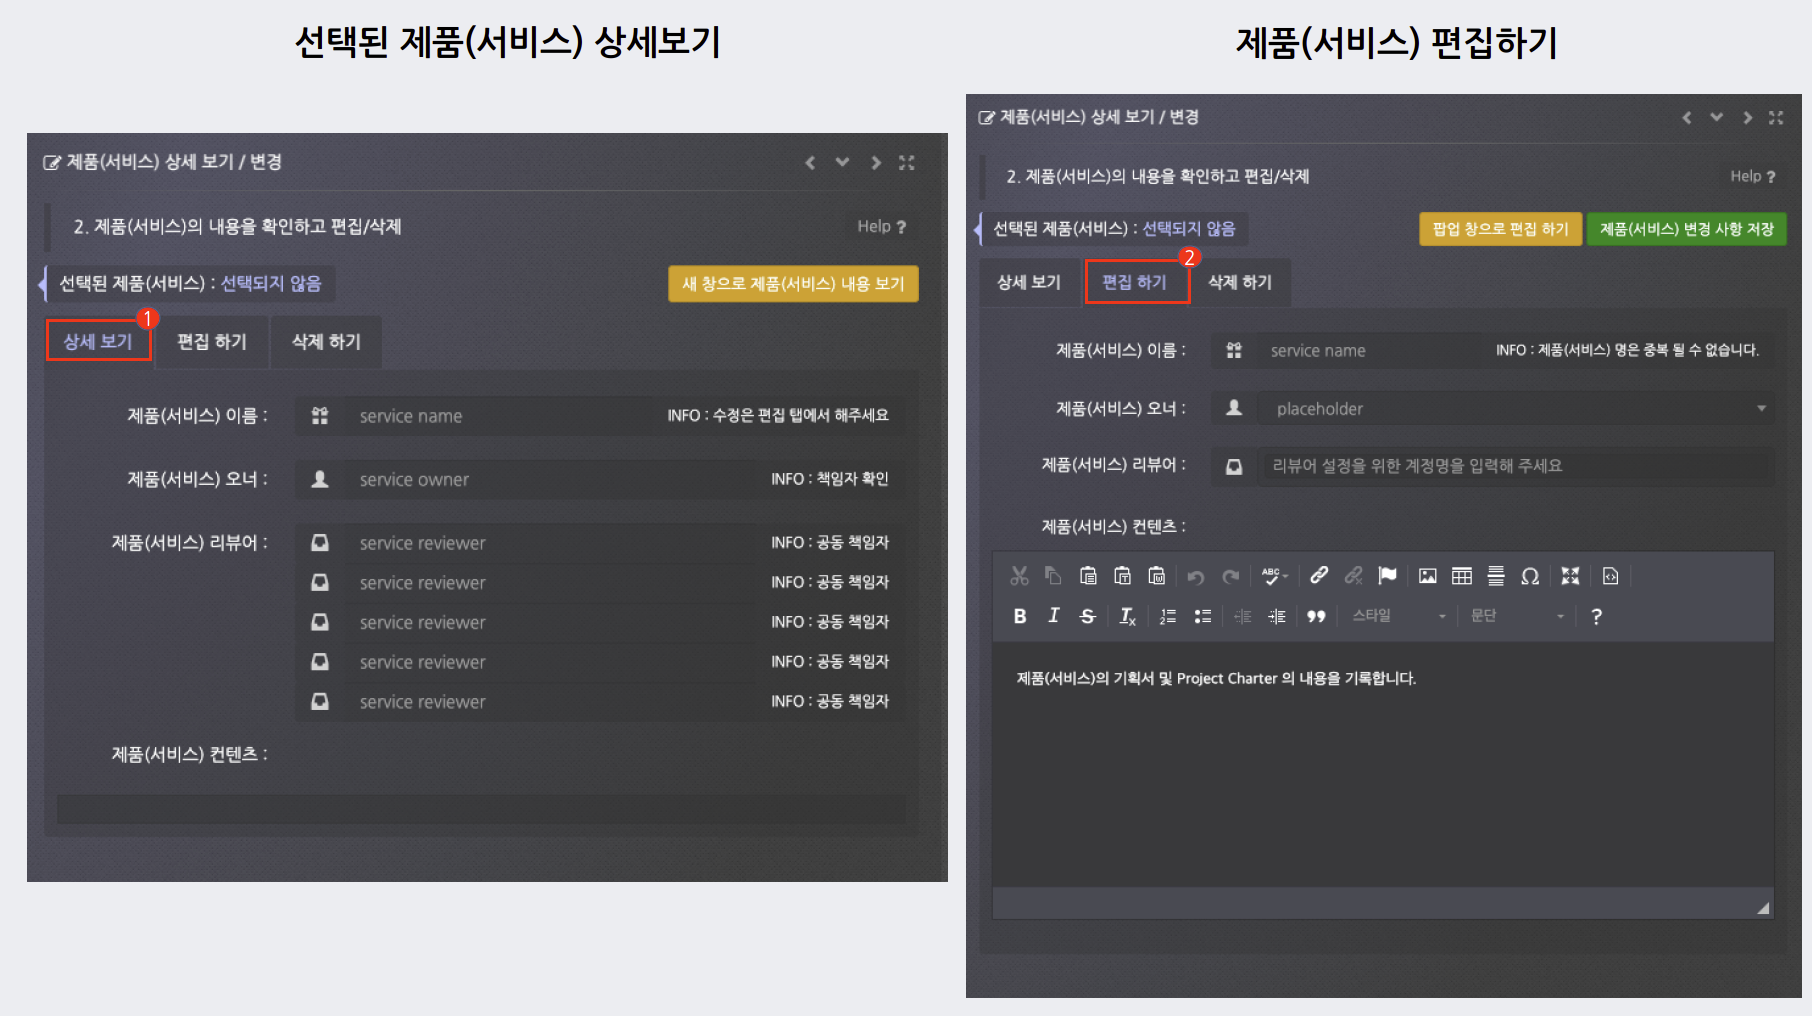 선택된 제품(서비스) 상세보기
제품(서비스) 상세 보기 / 변경
2. 제품(서비스)의 내용을 확인하고 편집/삭제
Help ?
선택된 제품(서비스) : 선택되지 않음
새 창으로 제품(서비스) 내용 보기
1
상세 보기
편집 하기
삭제 하기
제품(서비스) 이름 :
service name
INFO : 수정은 편집 탭에서 해주세요
제품(서비스) 오너 :
service owner
INFO : 책임자 확인
제품(서비스) 리뷰어 :
service reviewer
INFO : 공동 책임자
service reviewer
INFO : 공동 책임자
service reviewer
INFO : 공동 책임자
service reviewer
INFO : 공동 책임자
service reviewer
INFO : 공동 책임자
제품(서비스) 컨텐츠 :
제품(서비스) 편집하기
제품(서비스) 상세 보기 / 변경
2. 제품(서비스)의 내용을 확인하고 편집/삭제
Help ?
선택된 제품(서비스) : 선택되지 않음
팝업 창으로 편집 하기
제품(서비스) 변경 사항 저장
상세 보기
2
편집 하기
삭제 하기
제품(서비스) 이름 :
service name
INFO : 제품(서비스) 명은 중복 될 수 없습니다.
제품(서비스) 오너 :
placeholder
제품(서비스) 리뷰어 :
리뷰어 설정을 위한 계정명을 입력해 주세요
제품(서비스) 컨텐츠 :
ABC
B I S Ix
스타일
문단
?
제품(서비스)의 기획서 및 Project Charter 의 내용을 기록합니다.